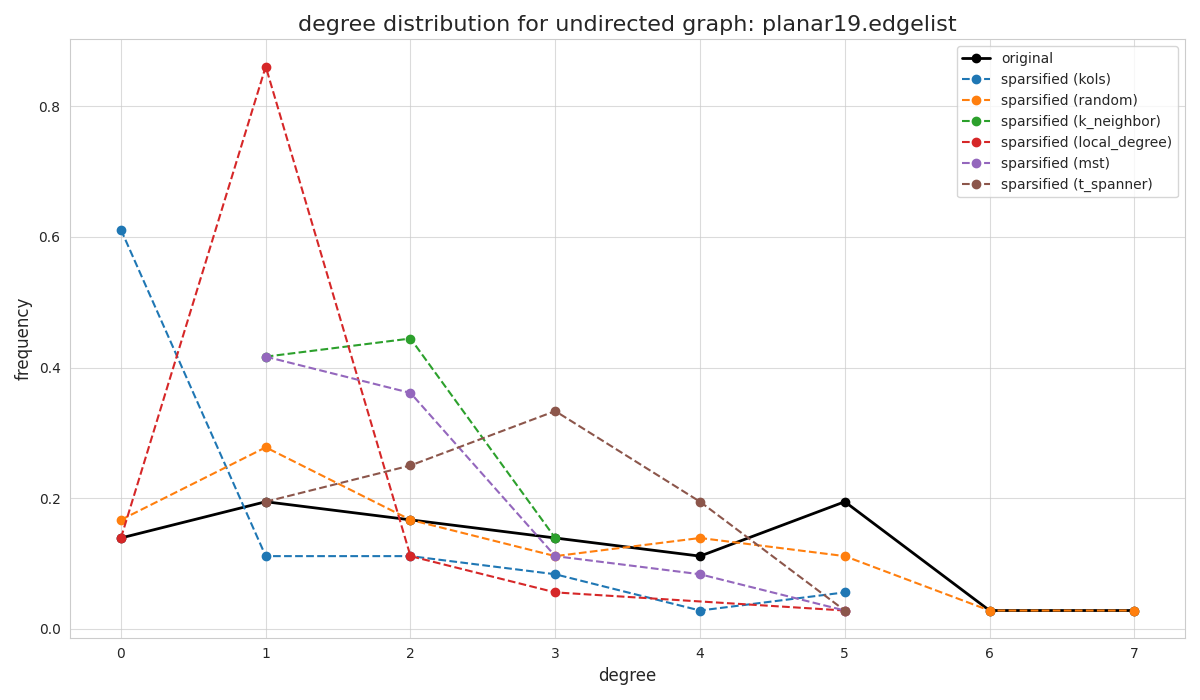 degree distribution for undirected graph: planar19.edgelist
original
sparsified (kols)
sparsified (random)
sparsified (k_neighbor)
sparsified (local_degree)
sparsified (mst)
sparsified (t_spanner)
frequency
0.8
0.6
0.4
0.2
0.0
0 1 2 3 4 5 6 7
degree